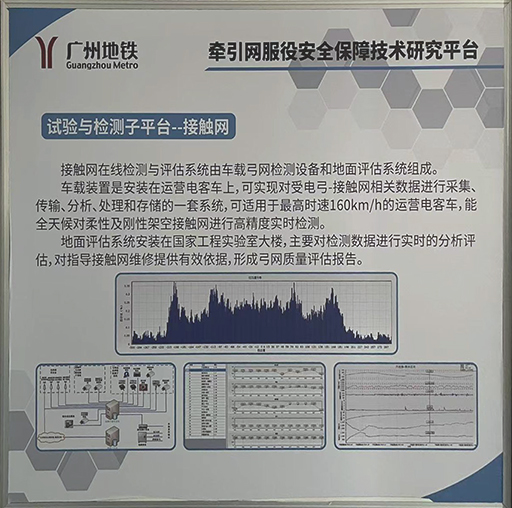 广州地铁
Guangzhou Metro
牵引网服役安全保障技术研究平台
试验与检测子平台--接触网
接触网在线检测与评估系统由车载弓网检测设备和地面评估系统组成。
车载装置是安装在运营电客车上,可实现对受电弓-接触网相关数据进行采集、
传输、分析、处理和存储的一套系统,可适用于最高时速160km/h的运营电客车,能
全天候对柔性及刚性架空接触网进行高精度实时检测。
地面评估系统安装在国家工程实验室大楼,主要对检测数据进行实时的分析评
估,对指导接触网维修提供有效依据,形成弓网质量评估报告。